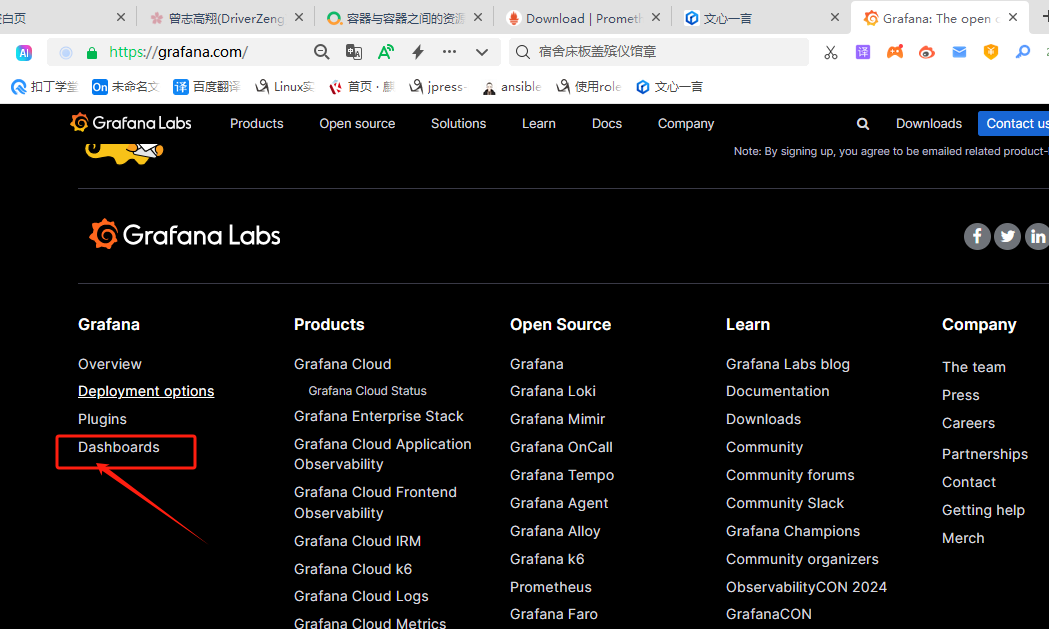 空白页
曾志高翔(DriverZeng
容器与容器之间的资源
Download | Prometh
文心一言
Grafana: The open o
AI
https://grafana.com/
宿舍床板盖殡仪馆章
译
扣丁学堂
On 未命名文
译 百度翻译
Linux实
首页 ·
jpress-
ansible
使用role
文心一言
Grafana Labs
Products
Open source
Solutions
Learn
Docs
Company
Downloads
Contact us
Note: By signing up, you agree to be emailed related product-
Grafana Labs
Grafana
Overview
Deployment options
Plugins
Dashboards
Products
Grafana Cloud
Grafana Cloud Status
Grafana Enterprise Stack
Grafana Cloud Application
Observability
Grafana Cloud Frontend
Observability
Grafana Cloud IRM
Grafana Cloud k6
Grafana Cloud Logs
Grafana Cloud Metrics
Open Source
Grafana
Grafana Loki
Grafana Mimir
Grafana OnCall
Grafana Tempo
Grafana Agent
Grafana Alloy
Grafana k6
Prometheus
Grafana Faro
Learn
Grafana Labs blog
Documentation
Downloads
Community
Community forums
Community Slack
Grafana Champions
Community organizers
ObservabilityCON 2024
GrafanaCON
Company
The team
Press
Careers
Partnerships
Contact
Getting help
Merch